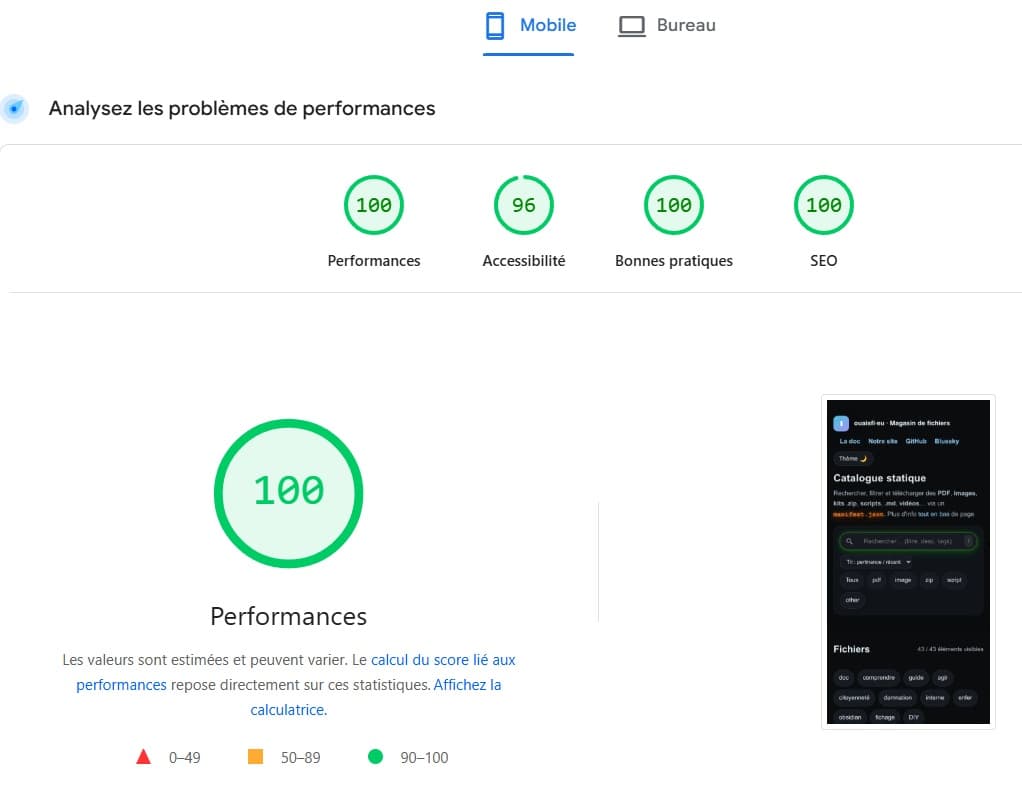 Mobile
Bureau
Analysez les problèmes de performances
100
96
100
100
Performances
Accessibilité
Bonnes pratiques
SEO
100
Performances
Les valeurs sont estimées et peuvent varier. Le calcul du score lié aux
performances repose directement sur ces statistiques. Affichez la
calculatrice.
0–49
50–89
90–100
ouaisfi·eu · Magasin de fichiers
La doc Notre site GitHub Bluesky
Thème
Catalogue statique
Rechercher, filtrer et télécharger des PDF, images,
kits .zip, scripts, .md, vidéos… via un
manifest.json. Plus d'info tout en bas de page
Rechercher… (titre, desc, tags)
Tri : pertinence / récent
Tous pdf image zip script
other
Fichiers
43 / 43 éléments visibles
doc comprendre guide agir
citoyenneté damnation interne enfer
obsidian fichage DIY